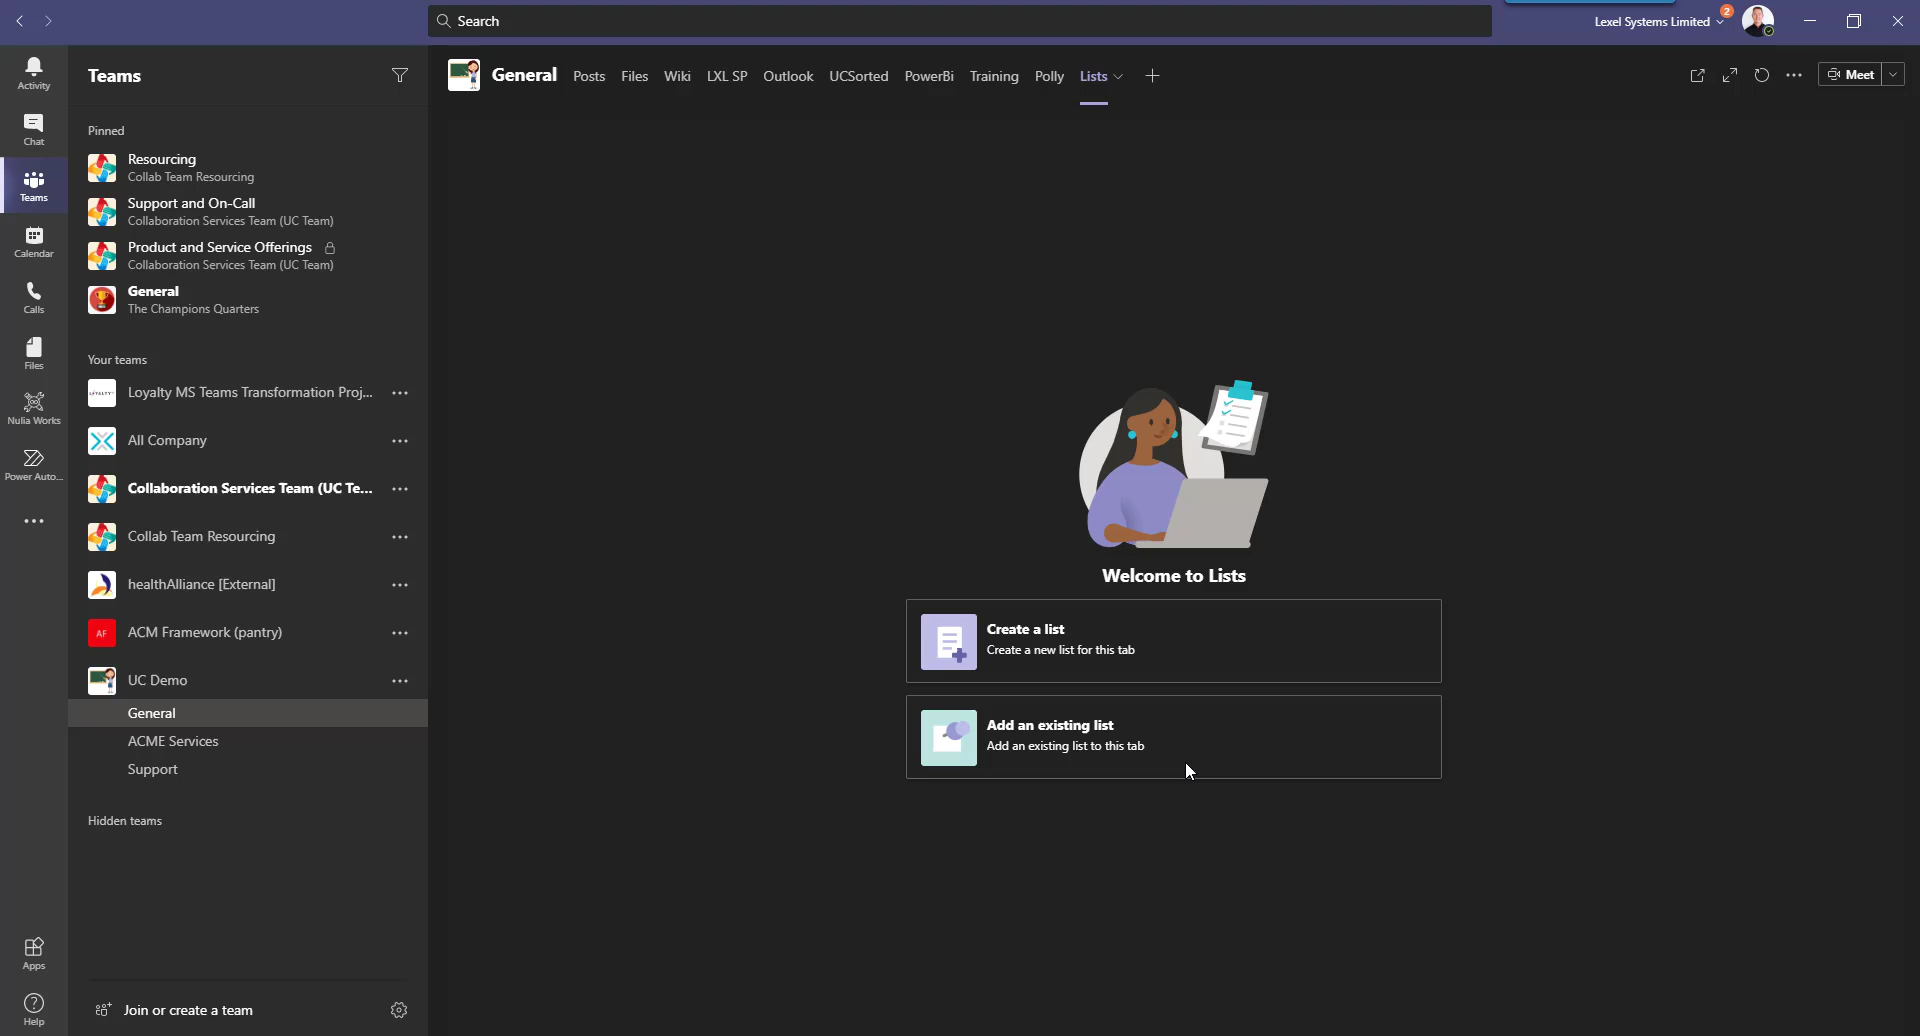 Search
Lexel Systems Limited
2
Activity
Chat
Teams
Calendar
Calls
Files
Nulia Works
Power Auto...
Apps
Help
Teams
Pinned
Resourcing
Collab Team Resourcing
Support and On-Call
Collaboration Services Team (UC Team)
Product and Service Offerings
Collaboration Services Team (UC Team)
General
The Champions Quarters
Your teams
Loyalty MS Teams Transformation Proj...
All Company
Collaboration Services Team (UC Te...
Collab Team Resourcing
healthAlliance [External]
AF ACM Framework (pantry)
UC Demo
General
ACME Services
Support
Hidden teams
Join or create a team
General Posts Files Wiki LXL SP Outlook UCSorted PowerBi Training Polly Lists
Meet
Welcome to Lists
Create a list
Create a new list for this tab
Add an existing list
Add an existing list to this tab